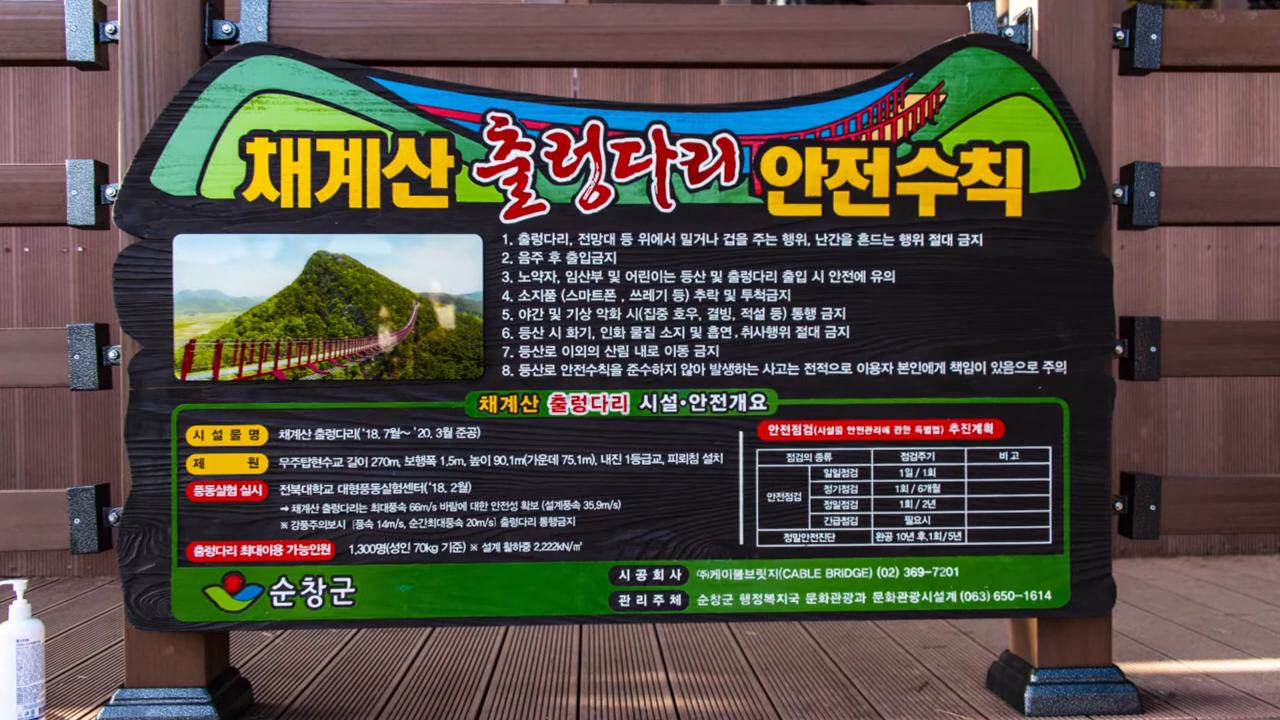 채계산 출렁다리 안전수칙
1. 출렁다리, 전망대 등 위에서 밀거나 겁을 주는 행위, 난간을 흔드는 행위 절대 금지
2. 음주 후 출입금지
3. 노약자, 임산부 및 어린이는 등산 및 출렁다리 출입 시 안전에 유의
4. 소지품 (스마트폰 , 쓰레기 등) 추락 및 투척금지
5. 야간 및 기상 악화 시(집중 호우, 결빙, 적설 등) 통행 금지
6. 등산 시 화기, 인화 물질 소지 및 흡연.취사행위 절대 금지
7. 등산로 이외의 산림 내로 이동 금지
8. 등산로 안전수칙을 준수하지 않아 발생하는 사고는 전적으로 이용자 본인에게 책임이 있음으로 주의
채계산 출렁다리 시설·안전개요
시설물명 채계산 출렁다리('18. 7월~ '20. 3월 준공)
제 원 무주탑현수교 길이 270m, 보행폭 1.5m, 높이 90.1m(가운데 75.1m), 내진 1등급교, 피뢰침 설치
풍동실험 실시 전북대학교 대형풍동실험센터('18. 2월)
➡ 채계산 출렁다리는 최대풍속 66m/s 바람에 대한 안전성 확보 (설계풍속 35.9m/s)
※ 강풍주의보시 [풍속 14m/s, 순간최대풍속 20m/s] 출렁다리 통행금지
출렁다리 최대이용 가능인원 1,300명(성인 70kg 기준) ※ 설계 활하중 2,222kN/㎡
안전점검(시설물 안전관리에 관한 특별법) 추진계획
점검의 종류 점검주기 비 고
안전점검 일일점검 1일 / 1회
정기점검 1회 / 6개월
정밀점검 1회 / 2년
긴급점검 필요시
정밀안전진단 완공 10년 후,1회/5년
순창군
시공회사 ㈜케이블브릿지(CABLE BRIDGE) (02) 369-7201
관리주체 순창군 행정복지국 문화관광과 문화관광시설계 (063) 650-1614